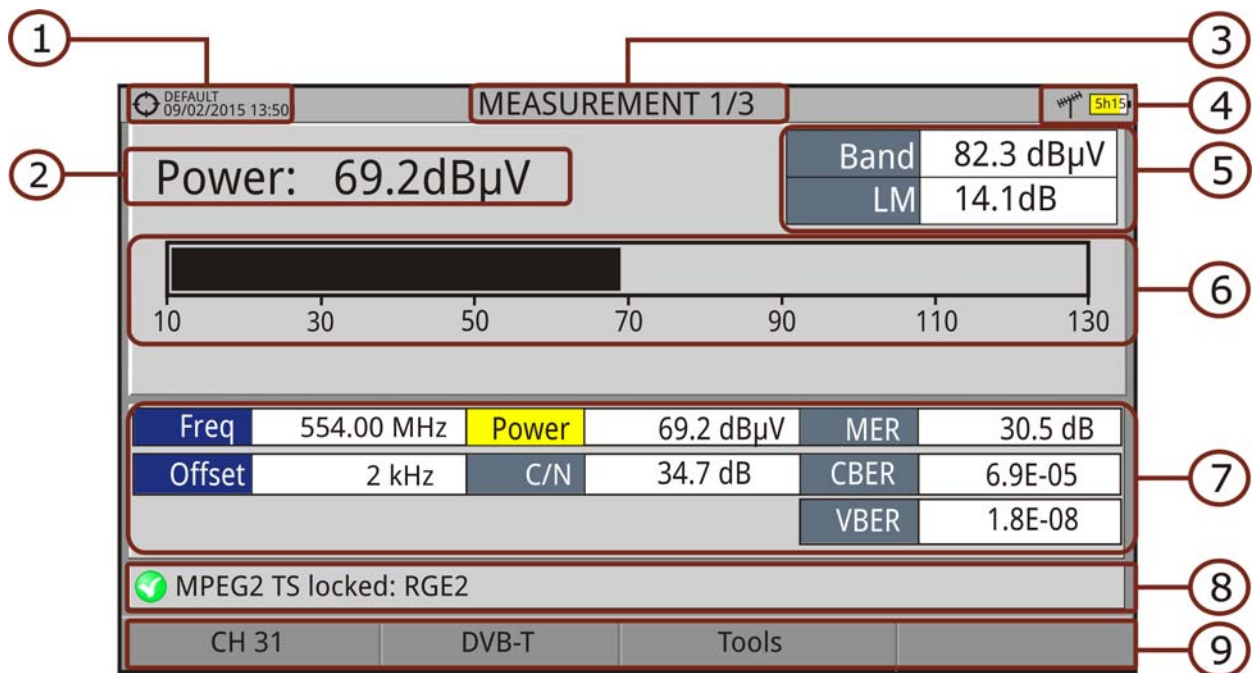 1
3
DEFAULT
09/02/2015 13:50
MEASUREMENT 1/3
5h15
4
2
Power: 69.2dBµV
Band 82.3 dBµV
LM 14.1dB
5
6
10 30 50 70 90 110 130
Freq 554.00 MHz Power 69.2 dBµV MER 30.5 dB
Offset 2 kHz C/N 34.7 dB CBER 6.9E-05
VBER 1.8E-08
7
MPEG2 TS locked: RGE2
8
CH 31 DVB-T Tools
9